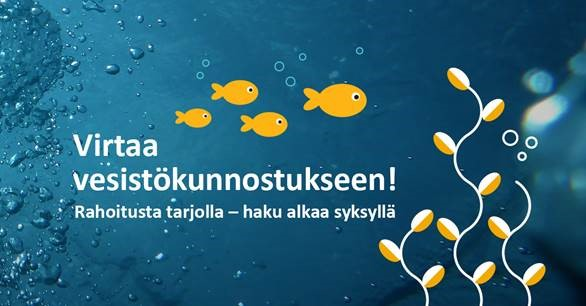 Virtaa
vesistökunnostukseen!
Rahoitusta tarjolla – haku alkaa syksyllä